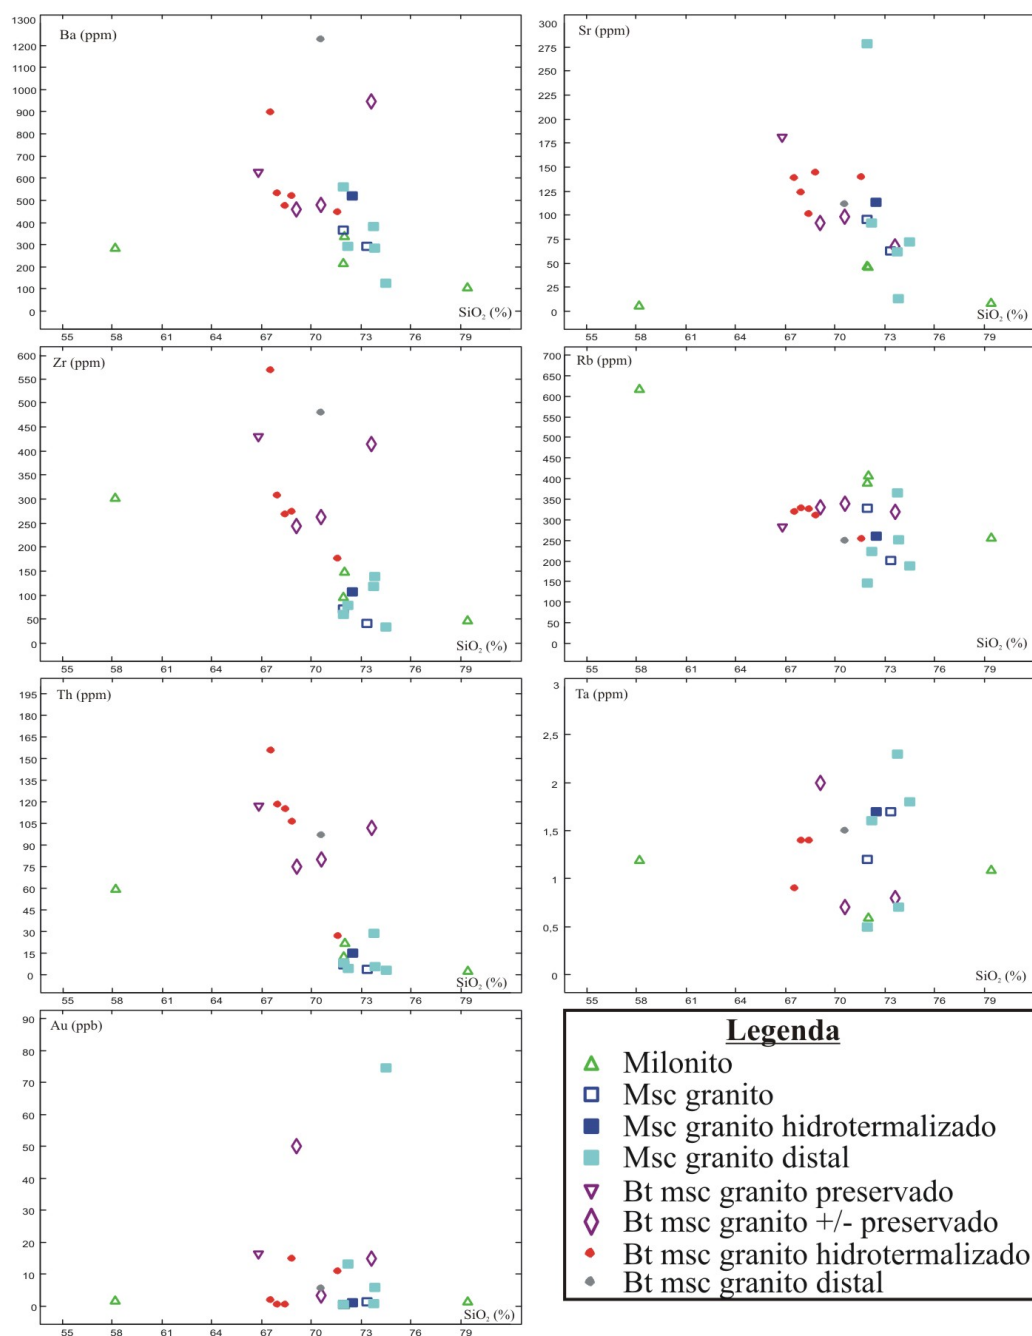 Ba (ppm)
1300
1200
1100
1000
900
800
700
600
500
400
300
200
100
0
SiO₂ (%)
55 58 61 64 67 70 73 76 79
Sr (ppm)
300
275
250
225
200
175
150
125
100
75
50
25
0
SiO₂ (%)
55 58 61 64 67 70 73 76 79
Zr (ppm)
600
550
500
450
400
350
300
250
200
150
100
50
0
SiO₂ (%)
55 58 61 64 67 70 73 76 79
Rb (ppm)
700
650
600
550
500
450
400
350
300
250
200
150
100
50
0
SiO₂ (%)
55 58 61 64 67 70 73 76 79
Th (ppm)
195
180
165
150
135
120
105
90
75
60
45
30
15
0
SiO₂ (%)
55 58 61 64 67 70 73 76 79
Ta (ppm)
3
2,5
2
1,5
1
0,5
0
SiO₂ (%)
55 58 61 64 67 70 73 76 79
Au (ppb)
90
80
70
60
50
40
30
20
10
0
SiO₂ (%)
55 58 61 64 67 70 73 76 79
Legenda
Milonito
Msc granito
Msc granito hidrotermalizado
Msc granito distal
Bt msc granito preservado
Bt msc granito +/- preservado
Bt msc granito hidrotermalizado
Bt msc granito distal